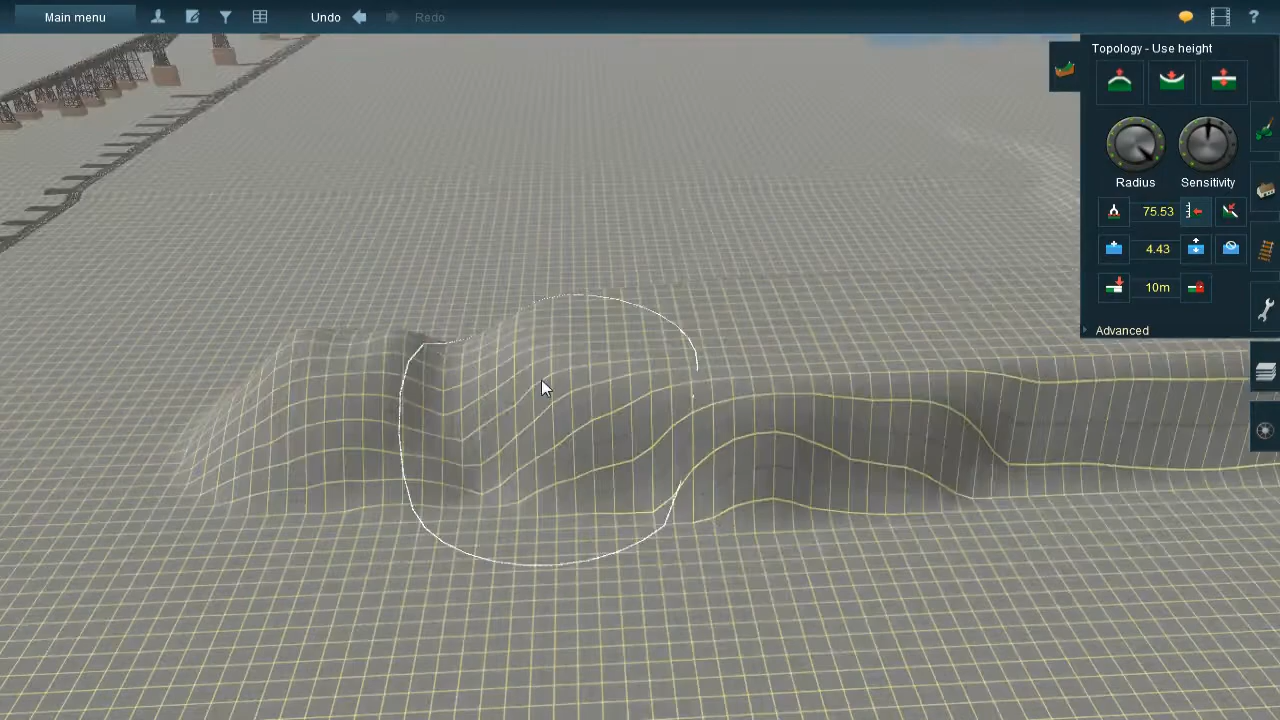 Main menu
Undo
Redo
?
Topology - Use height
Radius
Sensitivity
75.53
4.43
10m
Advanced